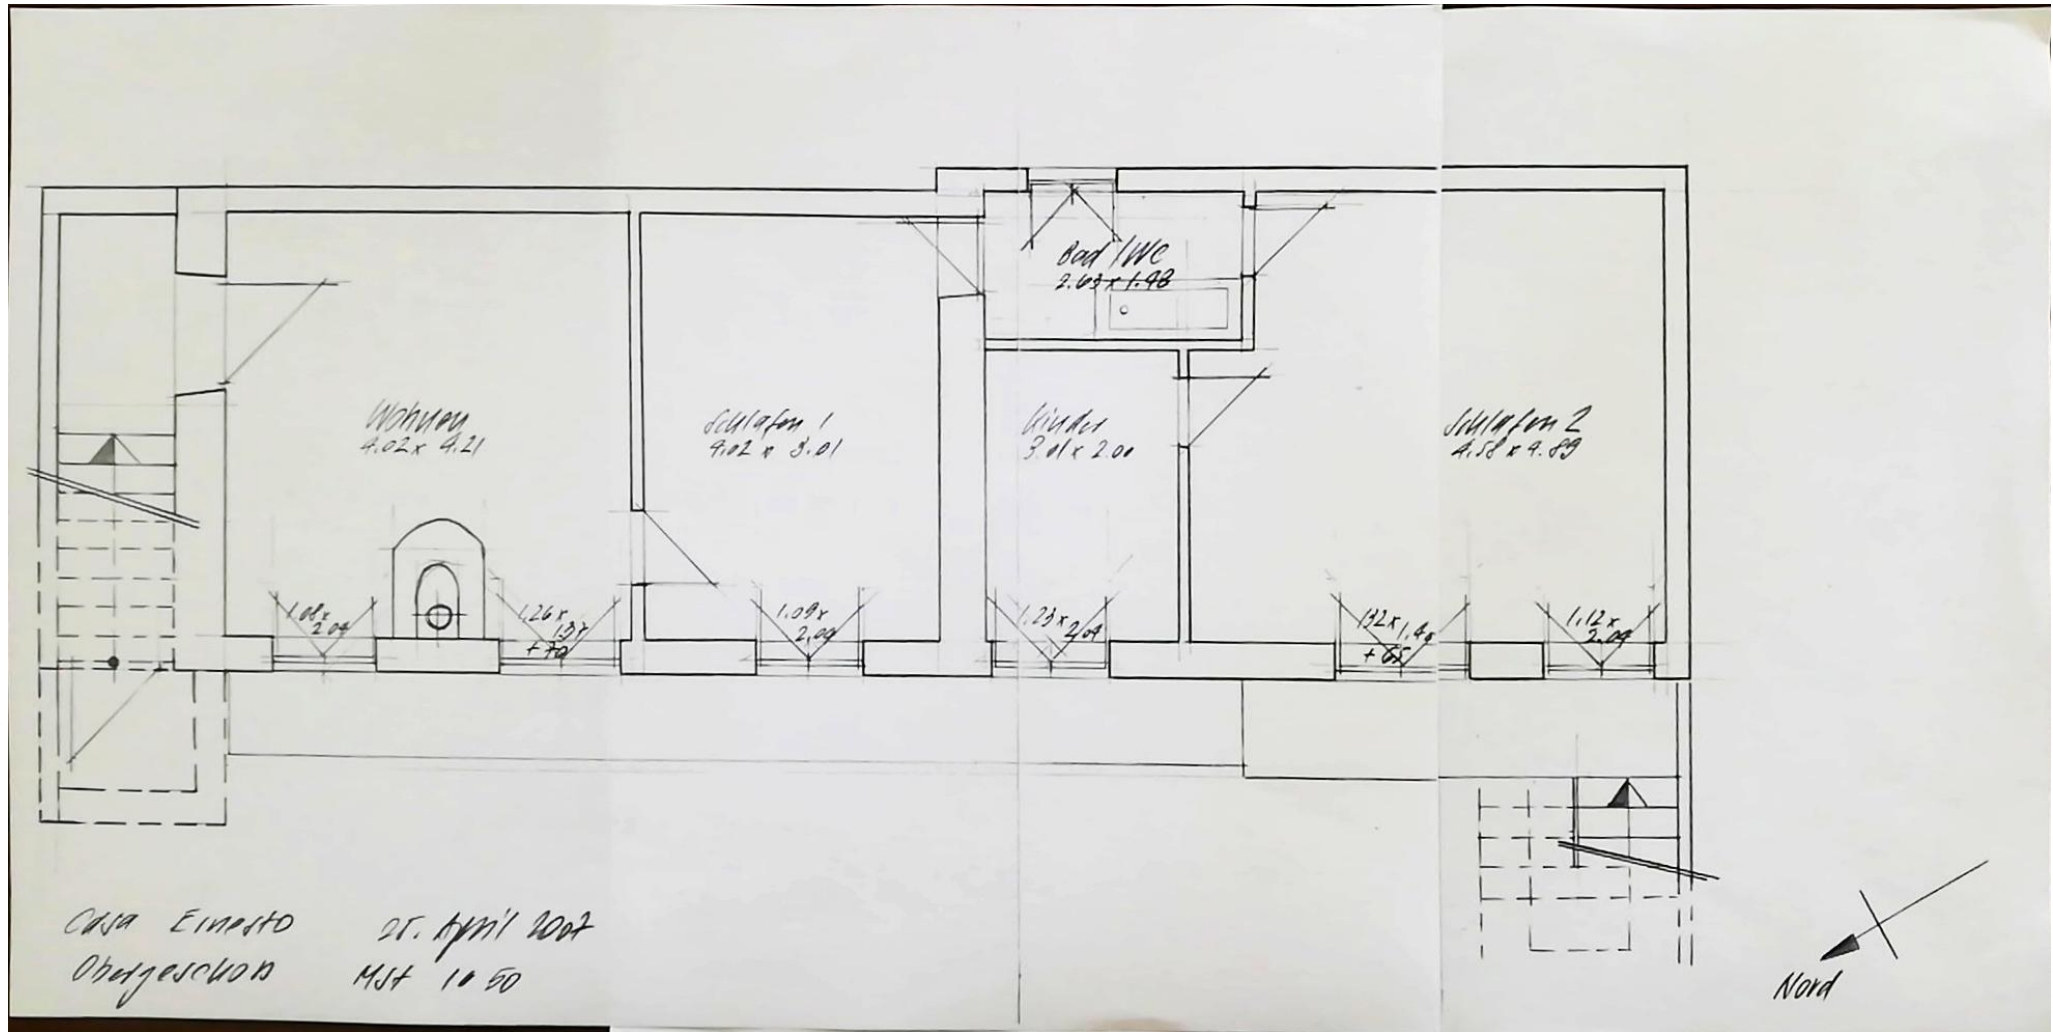 Bad / WC
2.63 x 1.98
Wohnen
4.02 x 4.21
Schlafen 1
4.02 x 3.01
Kinder
3.01 x 2.00
Schlafen 2
4.58 x 4.89
1.08 x
2.04
1.26 x
1.37
+ 70
1.09 x
2.04
1.23 x
2.04
1.32 x
1.40
+ 65
1.12 x
2.04
Casa Ernesto 25. April 2007
Obergeschoß Mst 1:50
Nord